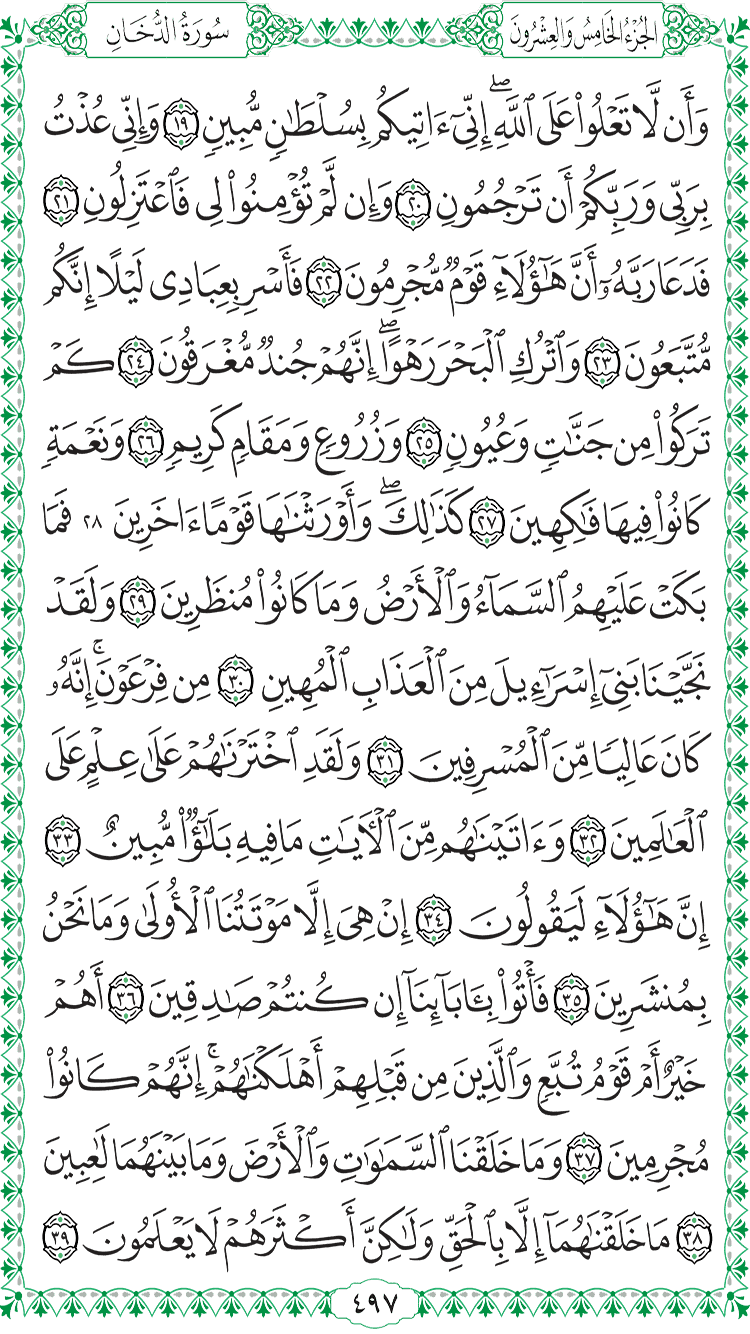 الجُزْءُ الخَامِسُ وَالعِشْرُونَ
سُورَةُ الدُّخَانِ
وَأَن لَّا تَعْلُوا۟ عَلَى ٱللَّهِۖ إِنِّىٓ ءَاتِيكُم بِسُلْطَٰنٍ مُّبِينٍ ١٩ وَإِنِّى عُذْتُ
بِرَبِّى وَرَبِّكُمْ أَن تَرْجُمُونِ ٢٠ وَإِن لَّمْ تُؤْمِنُوا۟ لِى فَٱعْتَزِلُونِ ٢١
فَدَعَا رَبَّهُۥٓ أَنَّ هَٰٓؤُلَآءِ قَوْمٌ مُّجْرِمُونَ ٢٢ فَأَسْرِ بِعِبَادِى لَيْلًا إِنَّكُم
مُّتَّبَعُونَ ٢٣ وَٱتْرُكِ ٱلْبَحْرَ رَهْوًاۖ إِنَّهُمْ جُندٌ مُّغْرَقُونَ ٢٤ كَمْ
تَرَكُوا۟ مِن جَنَّٰتٍ وَعُيُونٍ ٢٥ وَزُرُوعٍ وَمَقَامٍ كَرِيمٍ ٢٦ وَنَعْمَةٍ
كَانُوا۟ فِيهَا فَٰكِهِينَ ٢٧ كَذَٰلِكَۖ وَأَوْرَثْنَٰهَا قَوْمًا ءَاخَرِينَ ٢٨ فَمَا
بَكَتْ عَلَيْهِمُ ٱلسَّمَآءُ وَٱلْأَرْضُ وَمَا كَانُوا۟ مُنظَرِينَ ٢٩ وَلَقَدْ
نَجَّيْنَا بَنِىٓ إِسْرَٰٓءِيلَ مِنَ ٱلْعَذَابِ ٱلْمُهِينِ ٣٠ مِن فِرْعَوْنَۚ إِنَّهُۥ
كَانَ عَالِيًا مِّنَ ٱلْمُسْرِفِينَ ٣١ وَلَقَدِ ٱخْتَرْنَٰهُمْ عَلَىٰ عِلْمٍ عَلَى
ٱلْعَٰلَمِينَ ٣٢ وَءَاتَيْنَٰهُم مِّنَ ٱلْءَايَٰتِ مَا فِيهِ بَلَٰٓؤٌا۟ مُّبِينٌ ٣٣
إِنَّ هَٰٓؤُلَآءِ لَيَقُولُونَ ٣٤ إِنْ هِىَ إِلَّا مَوْتَتُنَا ٱلْأُولَىٰ وَمَا نَحْنُ
بِمُنشَرِينَ ٣٥ فَأْتُوا۟ بِـَٔابَآئِنَآ إِن كُنتُمْ صَٰدِقِينَ ٣٦ أَهُمْ
خَيْرٌ أَمْ قَوْمُ تُبَّعٍ وَٱلَّذِينَ مِن قَبْلِهِمْ أَهْلَكْنَٰهُمْۚ إِنَّهُمْ كَانُوا۟
مُجْرِمِينَ ٣٧ وَمَا خَلَقْنَا ٱلسَّمَٰوَٰتِ وَٱلْأَرْضَ وَمَا بَيْنَهُمَا لَٰعِبِينَ
٣٨ مَا خَلَقْنَٰهُمَآ إِلَّا بِٱلْحَقِّ وَلَٰكِنَّ أَكْثَرَهُمْ لَا يَعْلَمُونَ ٣٩
٤٩٧